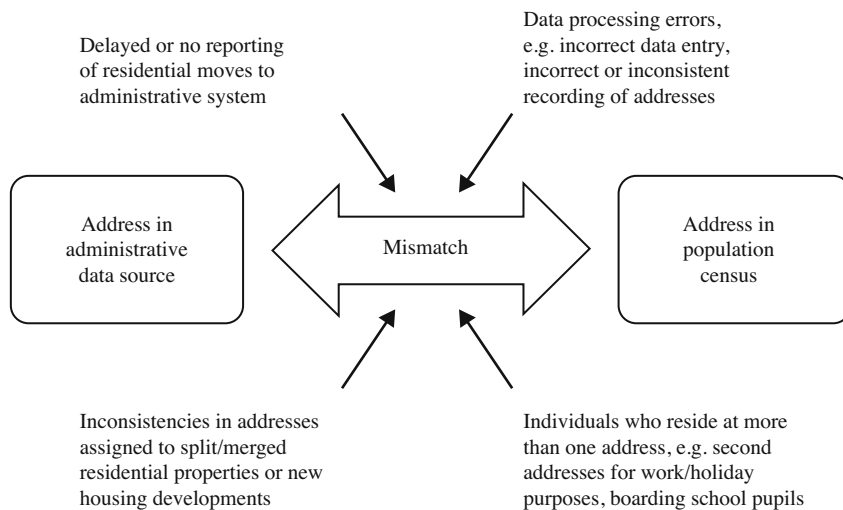 Delayed or no reporting
of residential moves to
administrative system
Data processing errors,
e.g. incorrect data entry,
incorrect or inconsistent
recording of addresses
Address in
administrative
data source
Mismatch
Address in
population
census
Inconsistencies in addresses
assigned to split/merged
residential properties or new
housing developments
Individuals who reside at more
than one address, e.g. second
addresses for work/holiday
purposes, boarding school pupils